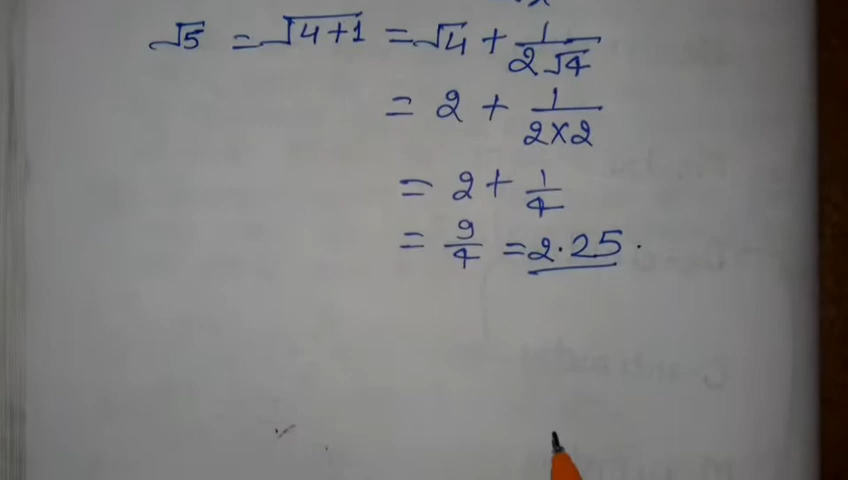 √5 = √4+1 = √4 + 1/2√4
= 2 + 1/2×2
= 2 + 1/4
= 9/4 = 2.25.